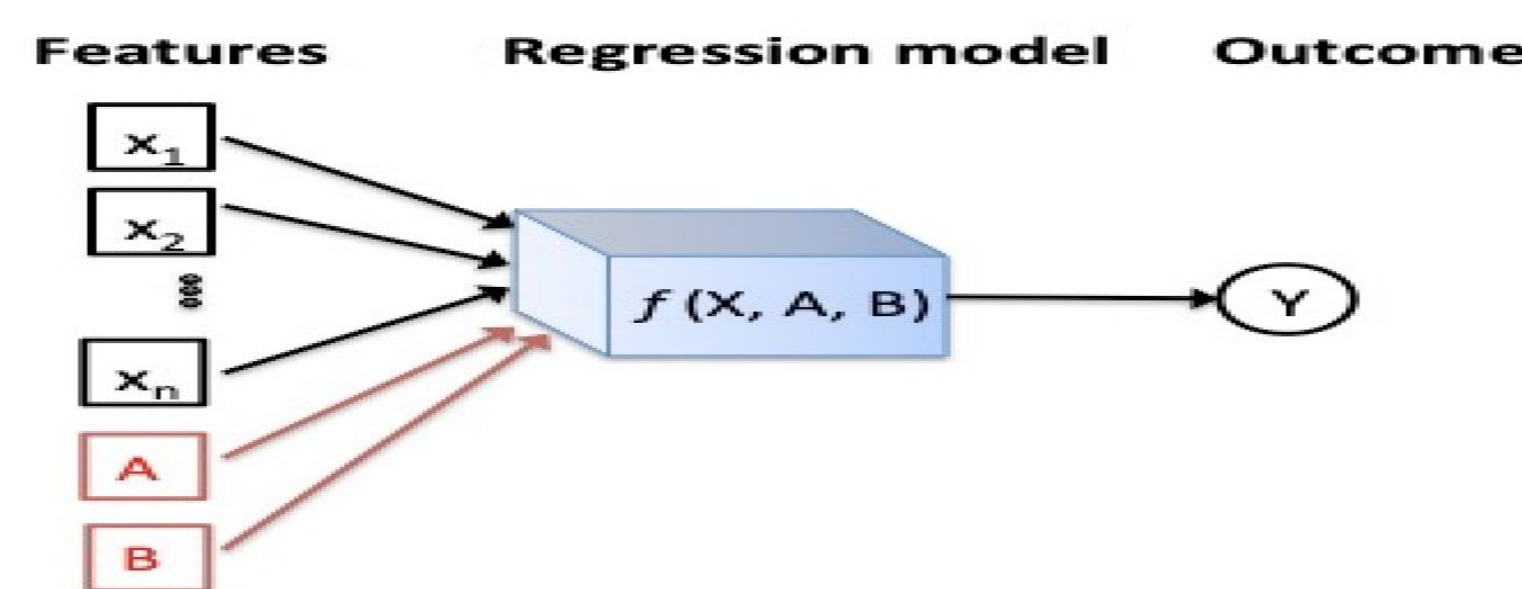 Features Regression model Outcome
x₁
x₂
f (X, A, B)
Y
xₙ
A
B